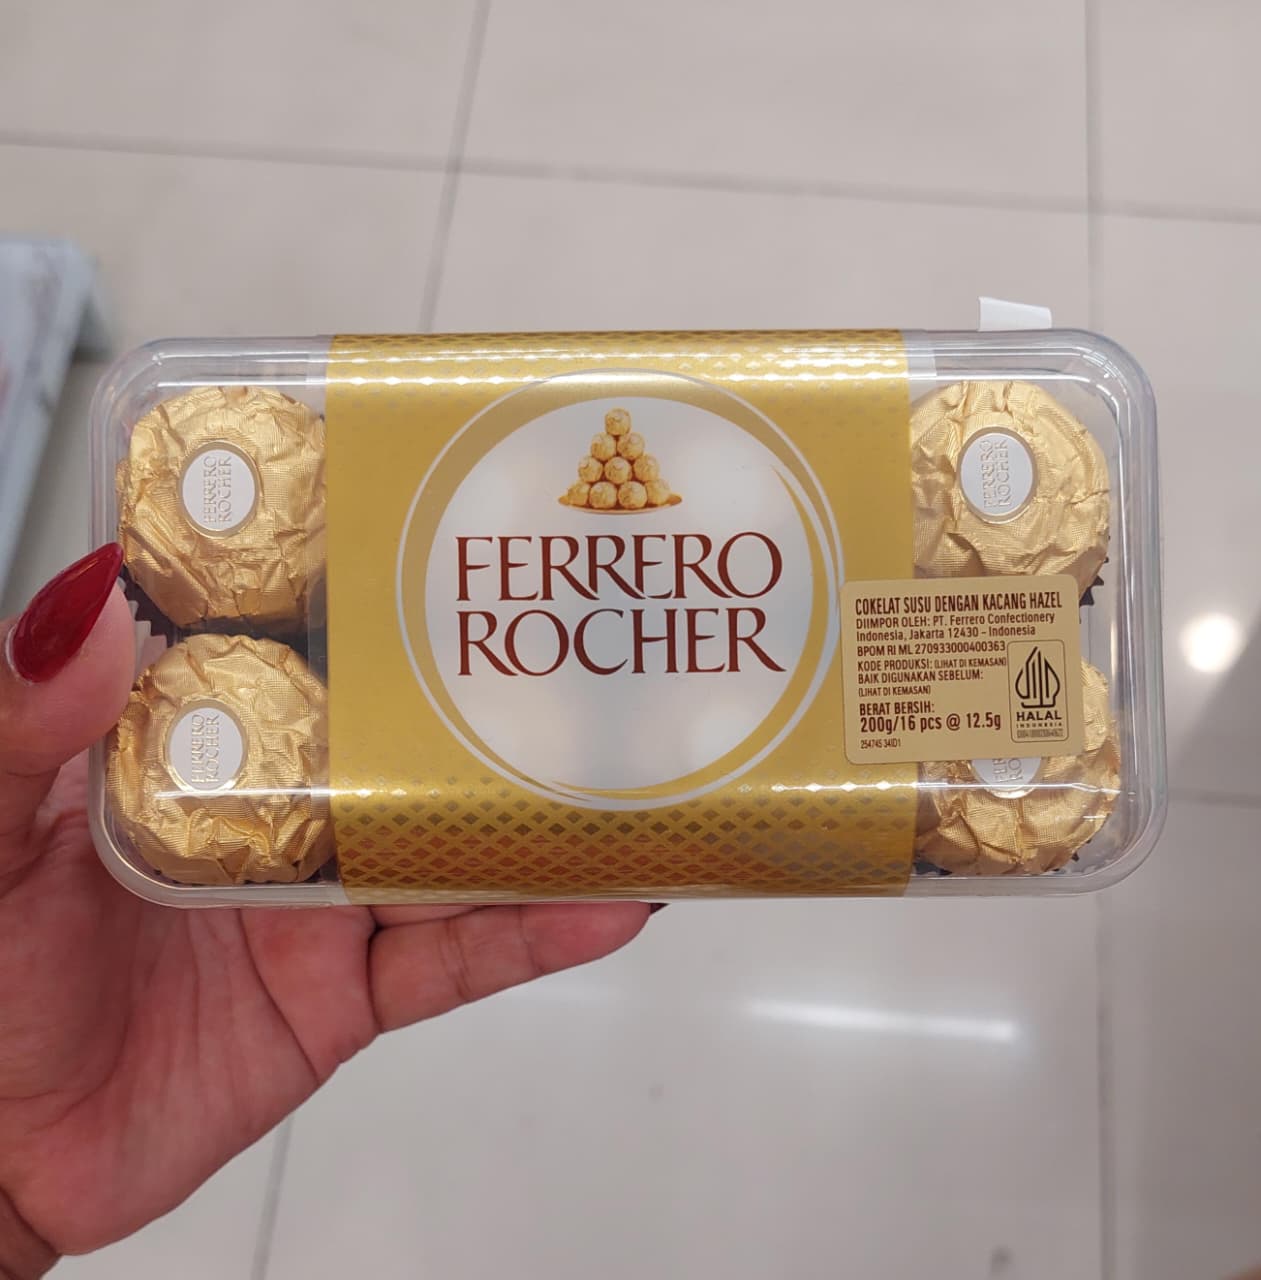 FERRERO
ROCHER
FERRERO
ROCHER
FERRERO
ROCHER
FERRERO
ROCHER
COKELAT SUSU DENGAN KACANG HAZEL
DIIMPOR OLEH: PT. Ferrero Confectionery
Indonesia, Jakarta 12430 - Indonesia
BPOM RI ML 270933000400363
KODE PRODUKSI: (LIHAT DI KEMASAN)
BAIK DIGUNAKAN SEBELUM:
(LIHAT DI KEMASAN)
BERAT BERSIH:
200g/16 pcs @ 12.5g
254745 34ID1
HALAL
INDONESIA